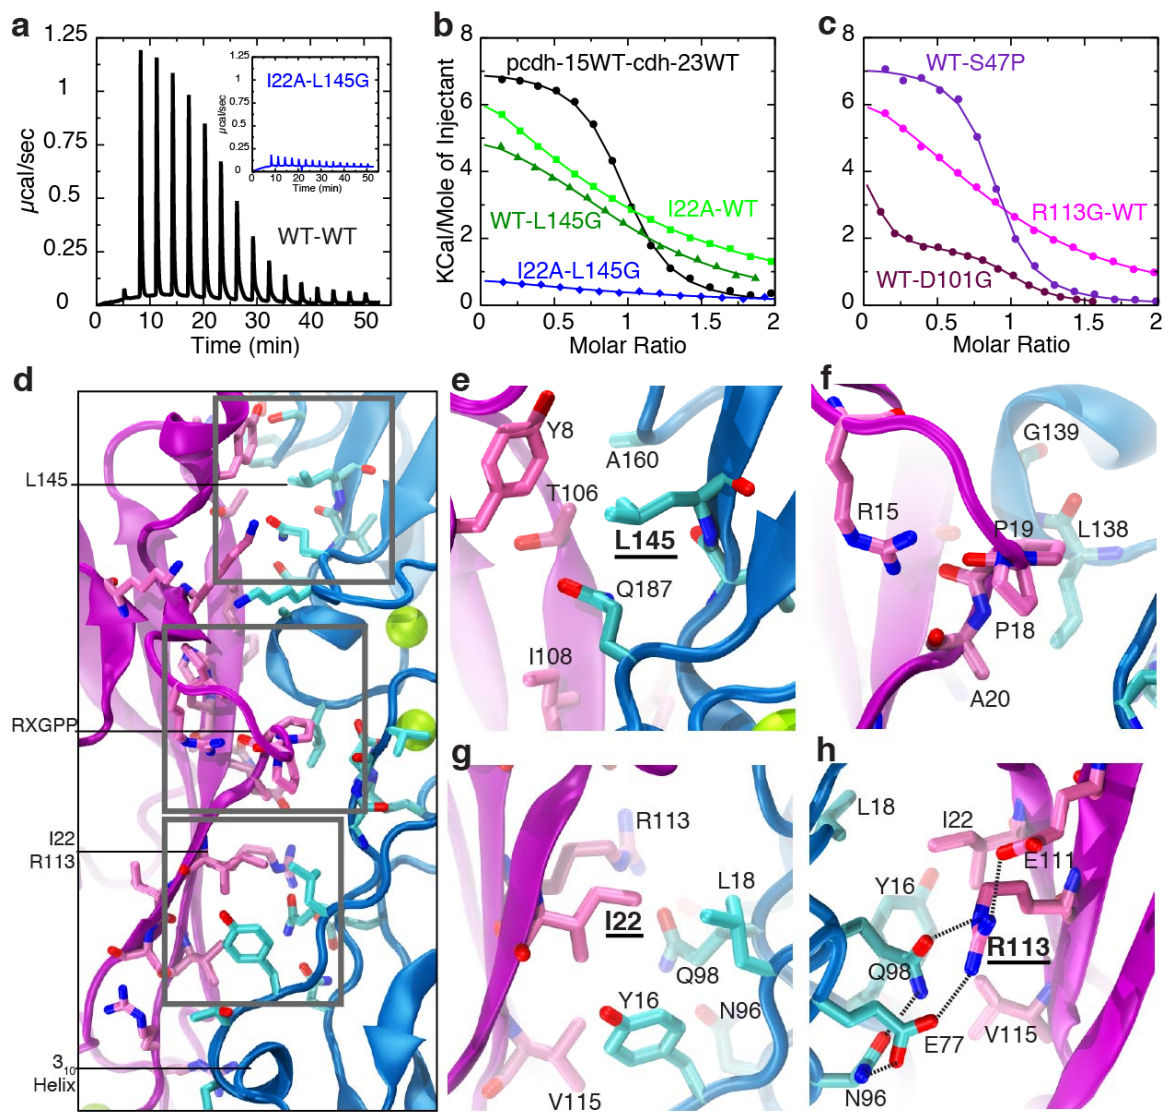 a
1.25
1
0.75
0.5
0.25
0
µcal/sec
0 10 20 30 40 50
Time (min)
WT-WT
1.25
1
0.75
0.5
0.25
0
µcal/sec
I22A-L145G
0 10 20 30 40 50
Time (min)
b
8
6
4
2
0
KCal/Mole of Injectant
pcdh-15WT-cdh-23WT
I22A-WT
WT-L145G
I22A-L145G
0 0.5 1 1.5 2
Molar Ratio
c
8
6
4
2
0
WT-S47P
R113G-WT
WT-D101G
0 0.5 1 1.5 2
Molar Ratio
d
L145
RXGPP
I22
R113
3₁₀
Helix
e
Y8
A160
T106
L145
Q187
I108
f
G139
R15
P19
L138
P18
A20
g
R113
L18
I22
Q98
Y16
N96
V115
h
L18
I22
E111
Y16
R113
Q98
V115
E77
N96